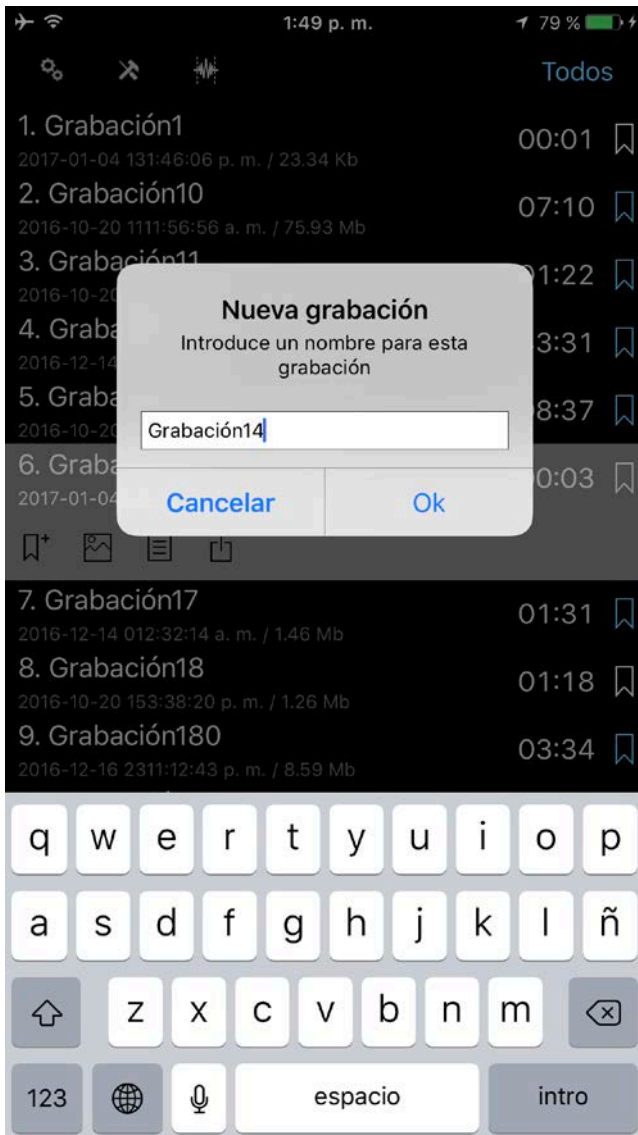 1:49 p. m.
79 %
Todos
1. Grabación1
00:01
2017-01-04 131:46:06 p. m. / 23.34 Kb
2. Grabación10
07:10
2016-10-20 1111:56:56 a. m. / 75.93 Mb
3. Grabación11
01:22
2016-10-20
4. Graba
3:31
2016-12-14
5. Graba
8:37
2016-10-20
6. Graba
0:03
2017-01-04
Nueva grabación
Introduce un nombre para esta
grabación
Grabación14
Cancelar
Ok
7. Grabación17
01:31
2016-12-14 012:32:14 a. m. / 1.46 Mb
8. Grabación18
01:18
2016-10-20 153:38:20 p. m. / 1.26 Mb
9. Grabación180
03:34
2016-12-16 2311:12:43 p. m. / 8.59 Mb
q w e r t y u i o p
a s d f g h j k l ñ
z x c v b n m
123 espacio intro